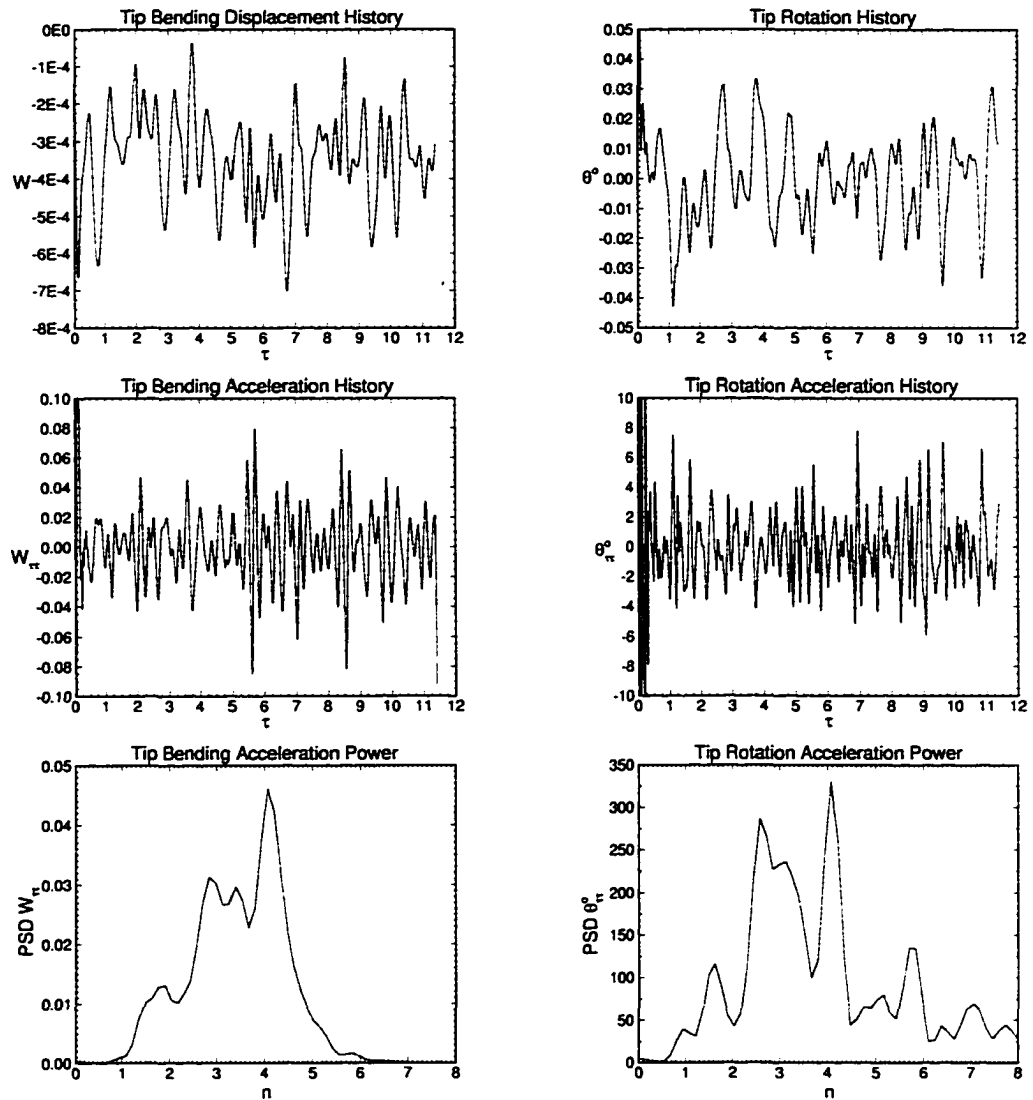 Tip Bending Displacement History
0E0
-1E-4
-2E-4
-3E-4
W -4E-4
-5E-4
-6E-4
-7E-4
-8E-4
0 1 2 3 4 5 6 7 8 9 10 11 12
τ
Tip Rotation History
0.05
0.04
0.03
0.02
0.01
θ° 0.00
-0.01
-0.02
-0.03
-0.04
-0.05
0 1 2 3 4 5 6 7 8 9 10 11 12
τ
Tip Bending Acceleration History
0.10
0.08
0.06
0.04
0.02
Wττ 0.00
-0.02
-0.04
-0.06
-0.08
-0.10
0 1 2 3 4 5 6 7 8 9 10 11 12
τ
Tip Rotation Acceleration History
10
8
6
4
2
θ°ττ 0
-2
-4
-6
-8
-10
0 1 2 3 4 5 6 7 8 9 10 11 12
τ
Tip Bending Acceleration Power
0.05
0.04
0.03
PSD Wττ
0.02
0.01
0.00
0 1 2 3 4 5 6 7 8
n
Tip Rotation Acceleration Power
350
300
250
200
PSD θ°ττ
150
100
50
0
0 1 2 3 4 5 6 7 8
n